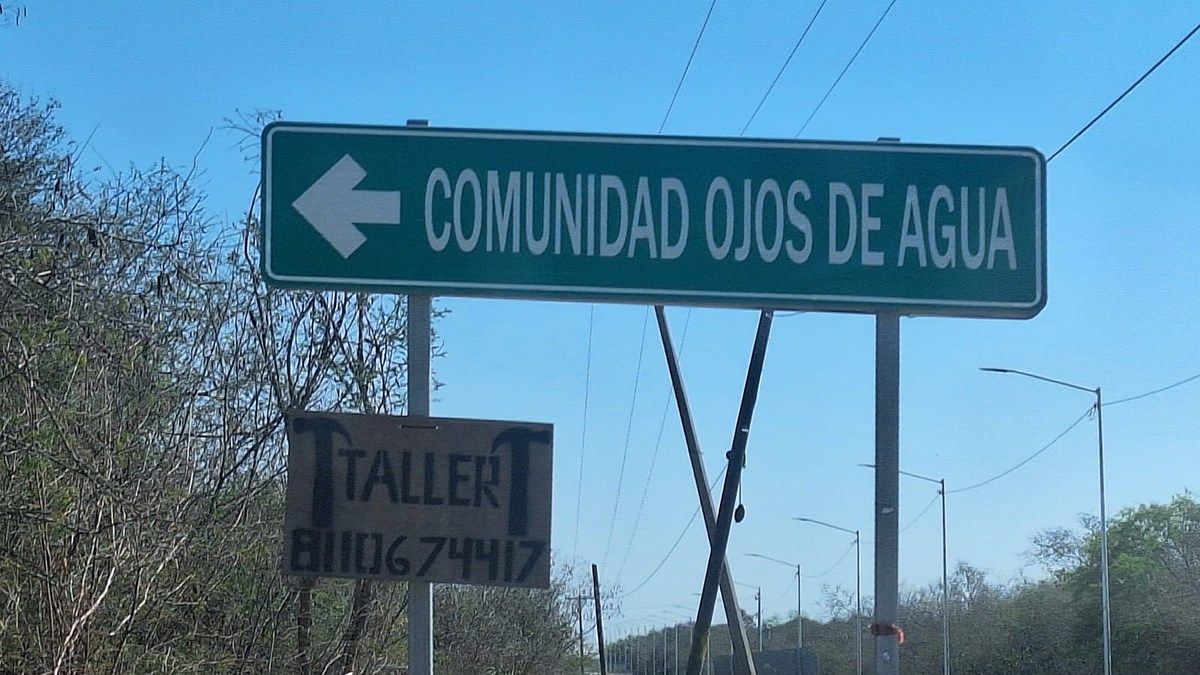 COMUNIDAD OJOS DE AGUA
TALLER
8110674417